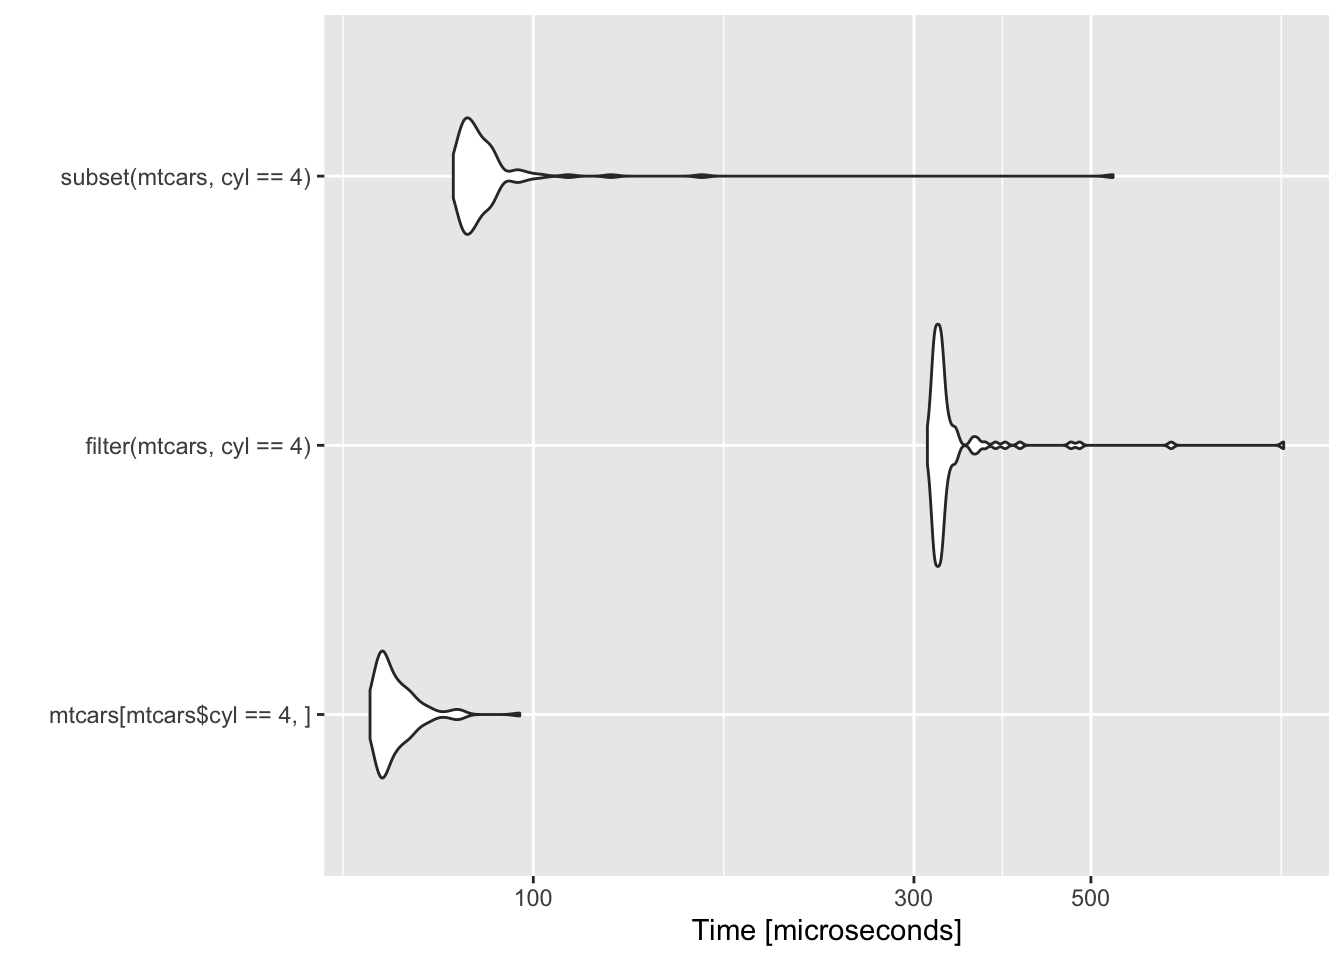 subset(mtcars, cyl == 4)
filter(mtcars, cyl == 4)
mtcars[mtcars$cyl == 4, ]
100 300 500
Time [microseconds]